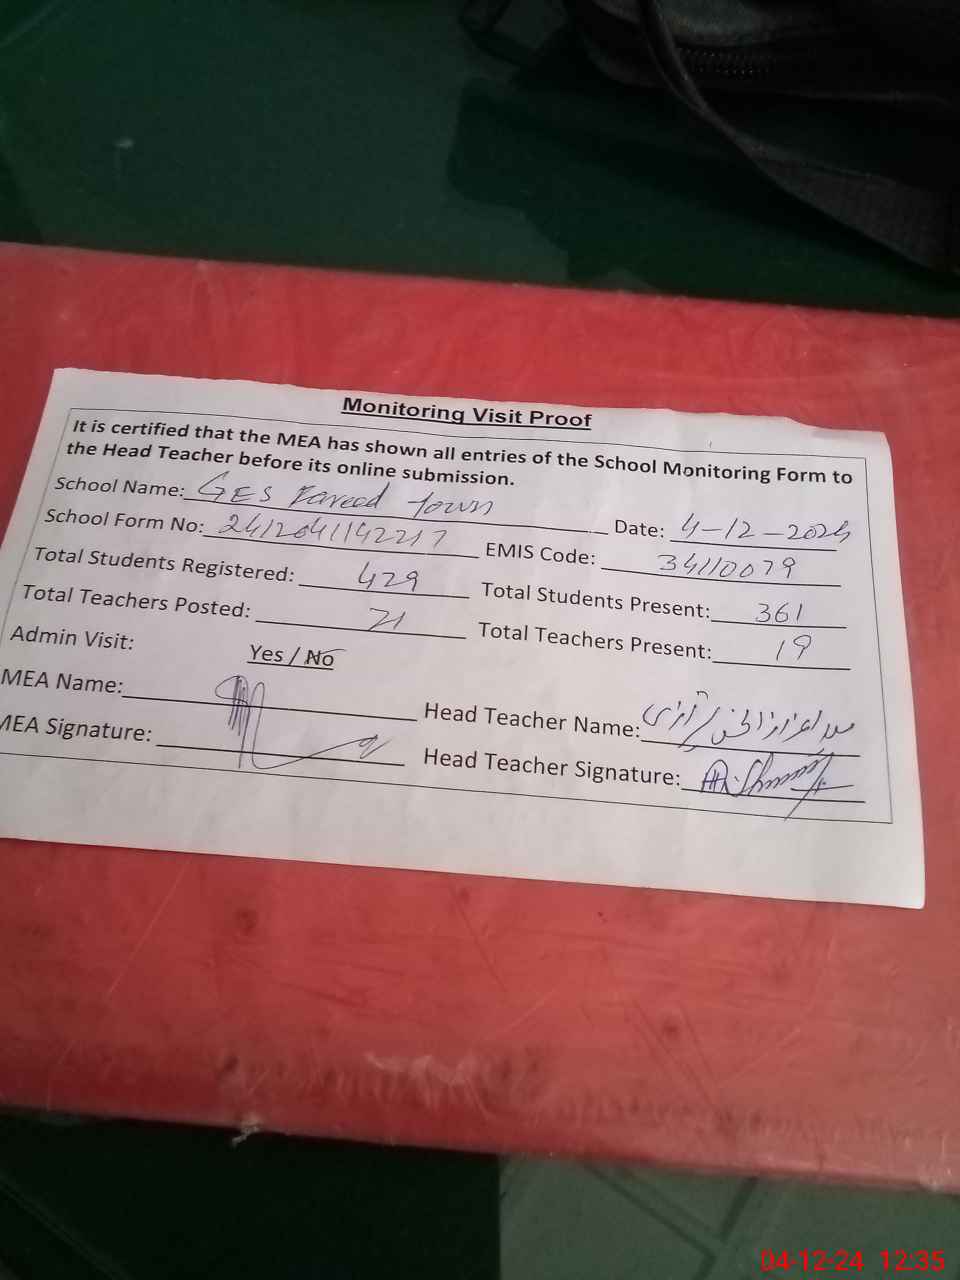 Monitoring Visit Proof
It is certified that the MEA has shown all entries of the School Monitoring Form to
the Head Teacher before its online submission.
School Name: GES Fareed Town Date: 4-12-2024
School Form No: 2412041142217 EMIS Code: 34110079
Total Students Registered: 429 Total Students Present: 361
Total Teachers Posted: 21 Total Teachers Present: 19
Admin Visit: Yes / No
MEA Name: Head Teacher Name:
MEA Signature: Head Teacher Signature:
04-12-24 12:35